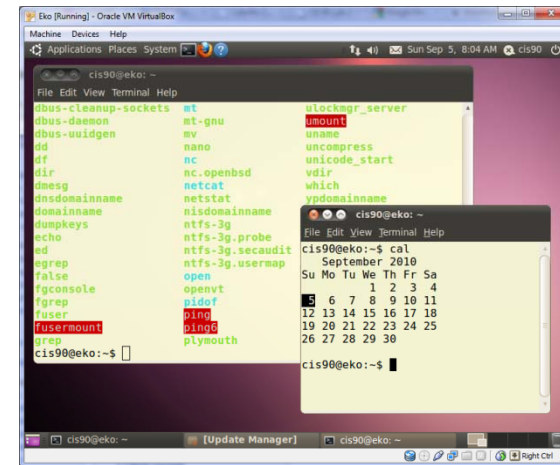 Eko [Running] - Oracle VM VirtualBox
Machine Devices Help
Applications Places System Sun Sep 5, 8:04 AM cis90
cis90@eko: ~
File Edit View Terminal Help
dbus-cleanup-sockets mt ulockmgr_server
dbus-daemon mt-gnu umount
dbus-uuidgen mv uname
dd nano uncompress
df nc unicode_start
dir nc.openbsd vdir
dmesg netcat which
dnsdomainname netstat ypdomainname
domainname nisdomainname
dumpkeys ntfs-3g
echo ntfs-3g.probe
ed ntfs-3g.secaudit
egrep ntfs-3g.usermap
false open
fgconsole openvt
fgrep pidof
fuser ping
fusermount ping6
grep plymouth
cis90@eko:~$
cis90@eko: ~
File Edit View Terminal Help
cis90@eko:~$ cal
September 2010
Su Mo Tu We Th Fr Sa
1 2 3 4
5 6 7 8 9 10 11
12 13 14 15 16 17 18
19 20 21 22 23 24 25
26 27 28 29 30
cis90@eko:~$
cis90@eko: ~ [Update Manager] cis90@eko: ~
Right Ctrl